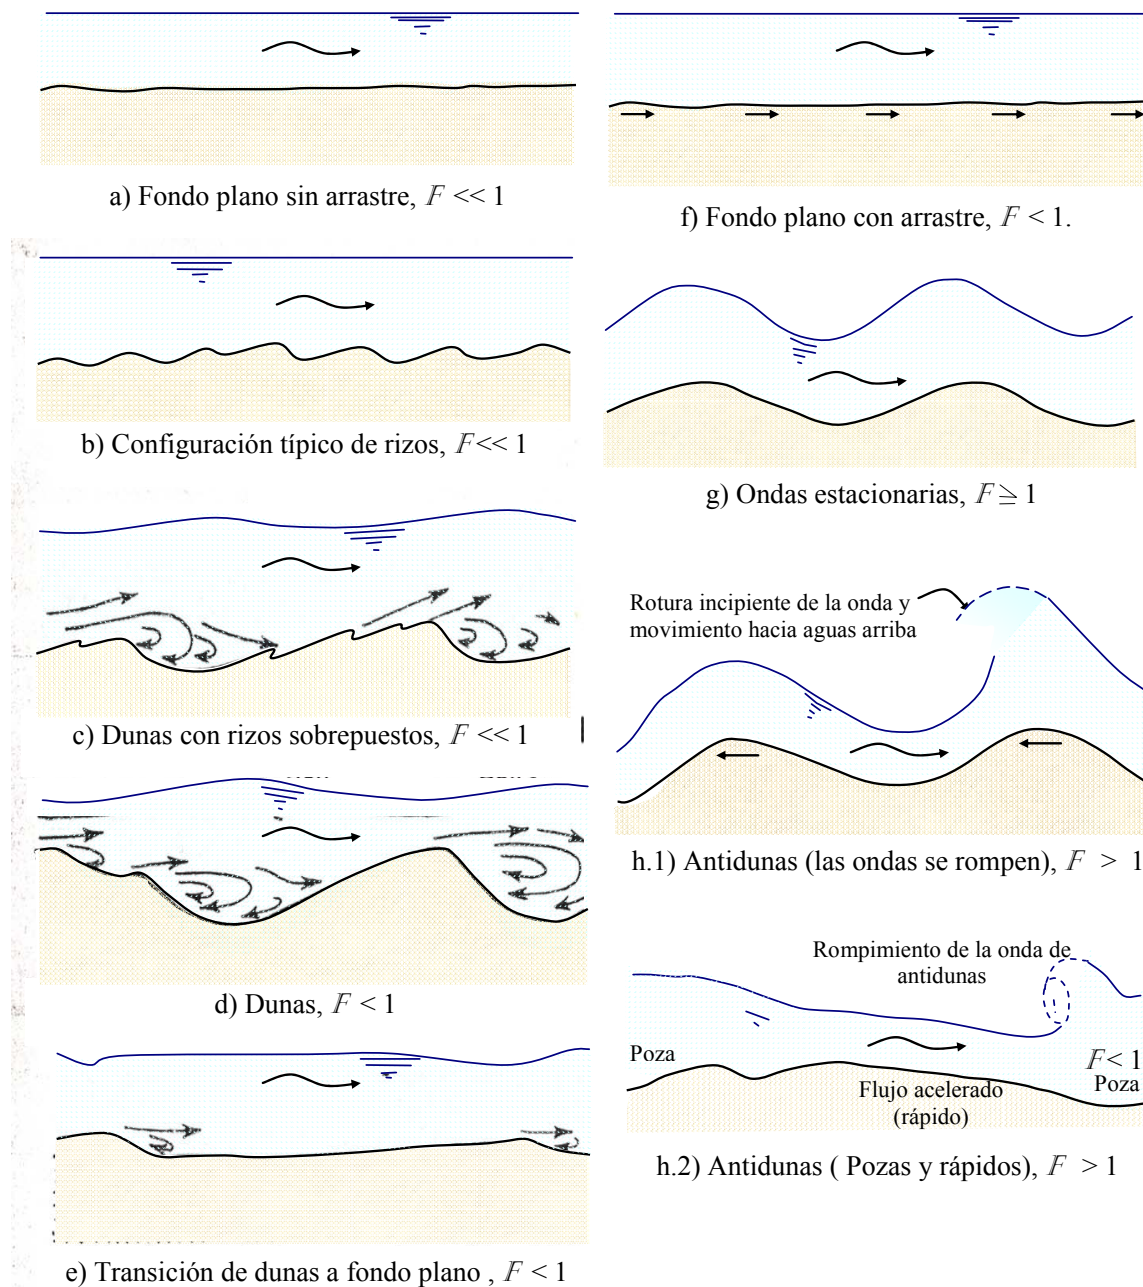 a) Fondo plano sin arrastre, F << 1
b) Configuración típico de rizos, F << 1
c) Dunas con rizos sobrepuestos, F << 1
d) Dunas, F < 1
e) Transición de dunas a fondo plano , F < 1
f) Fondo plano con arrastre, F < 1.
g) Ondas estacionarias, F ≧ 1
Rotura incipiente de la onda y
movimiento hacia aguas arriba
h.1) Antidunas (las ondas se rompen), F > 1
Rompimiento de la onda de
antidunas
Poza
F < 1
Flujo acelerado
(rápido)
Poza
h.2) Antidunas ( Pozas y rápidos), F > 1